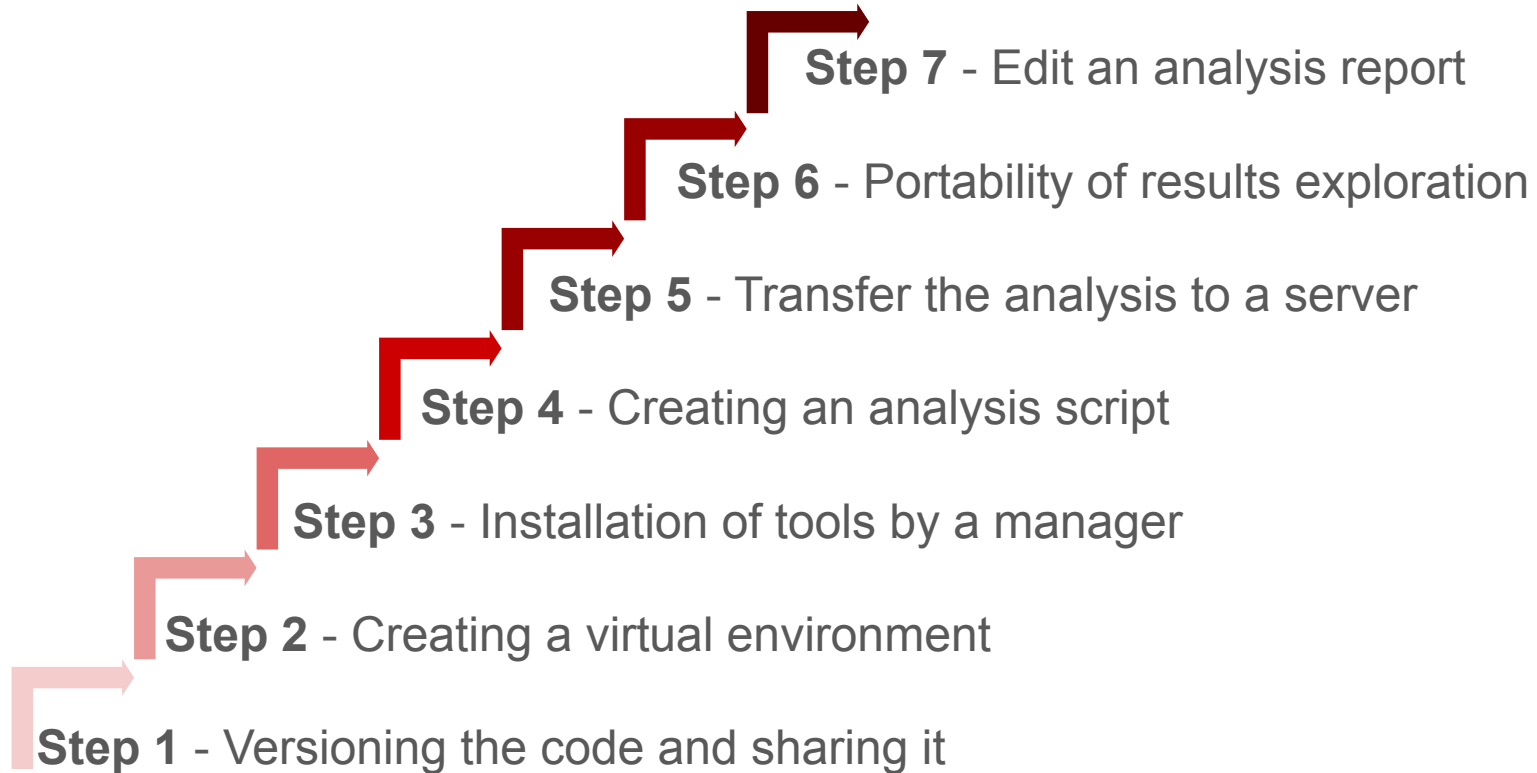 Step 7 - Edit an analysis report
Step 6 - Portability of results exploration
Step 5 - Transfer the analysis to a server
Step 4 - Creating an analysis script
Step 3 - Installation of tools by a manager
Step 2 - Creating a virtual environment
Step 1 - Versioning the code and sharing it